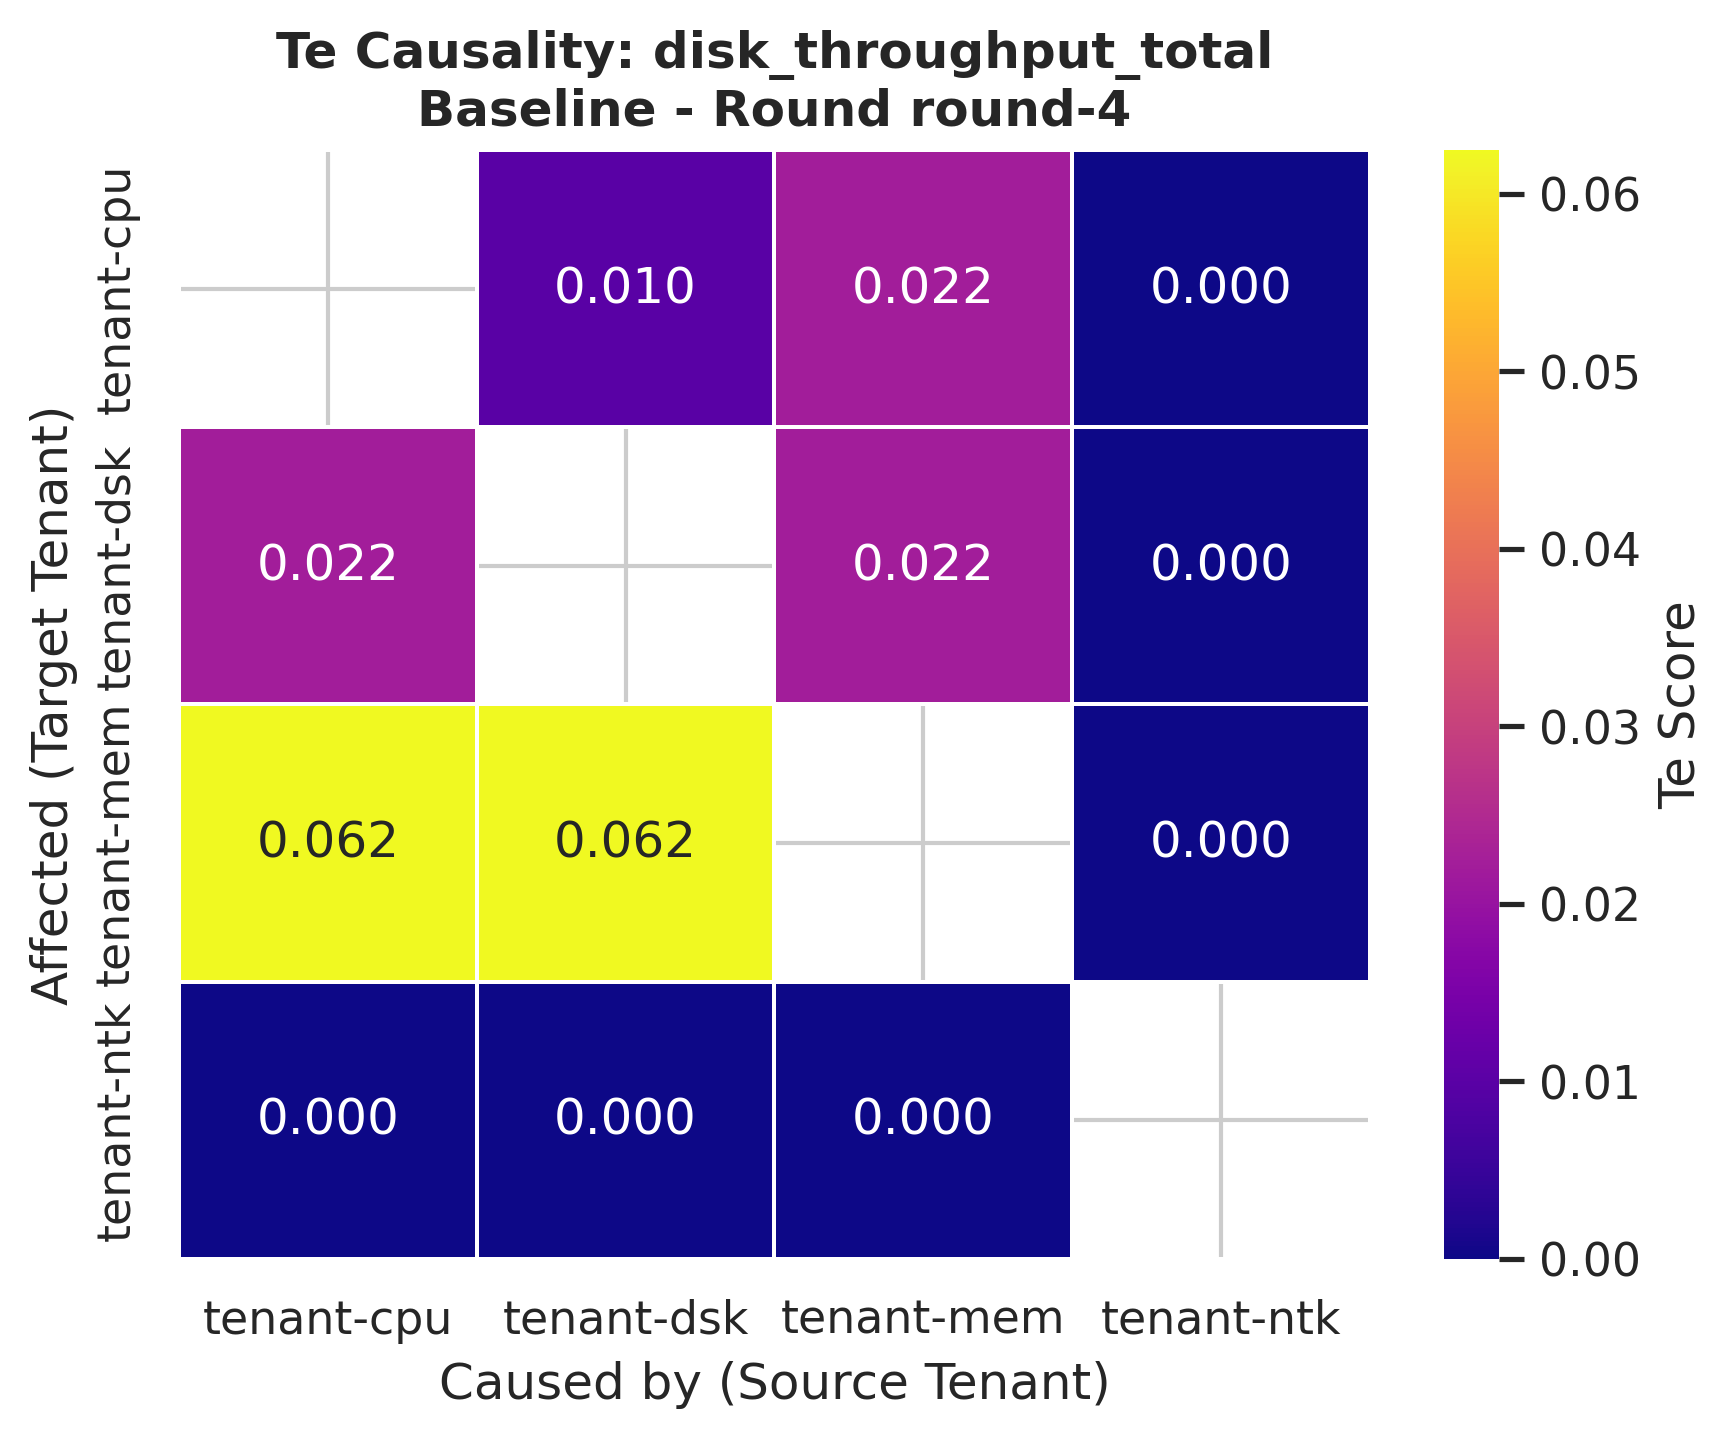 Te Causality: disk_throughput_total
Baseline - Round round-4
Affected (Target Tenant)
tenant-cpu
0.010
0.022
0.000
tenant-dsk
0.022
0.022
0.000
tenant-mem
0.062
0.062
0.000
tenant-ntk
0.000
0.000
0.000
tenant-cpu
tenant-dsk
tenant-mem
tenant-ntk
Caused by (Source Tenant)
0.06
0.05
0.04
0.03
0.02
0.01
0.00
Te Score